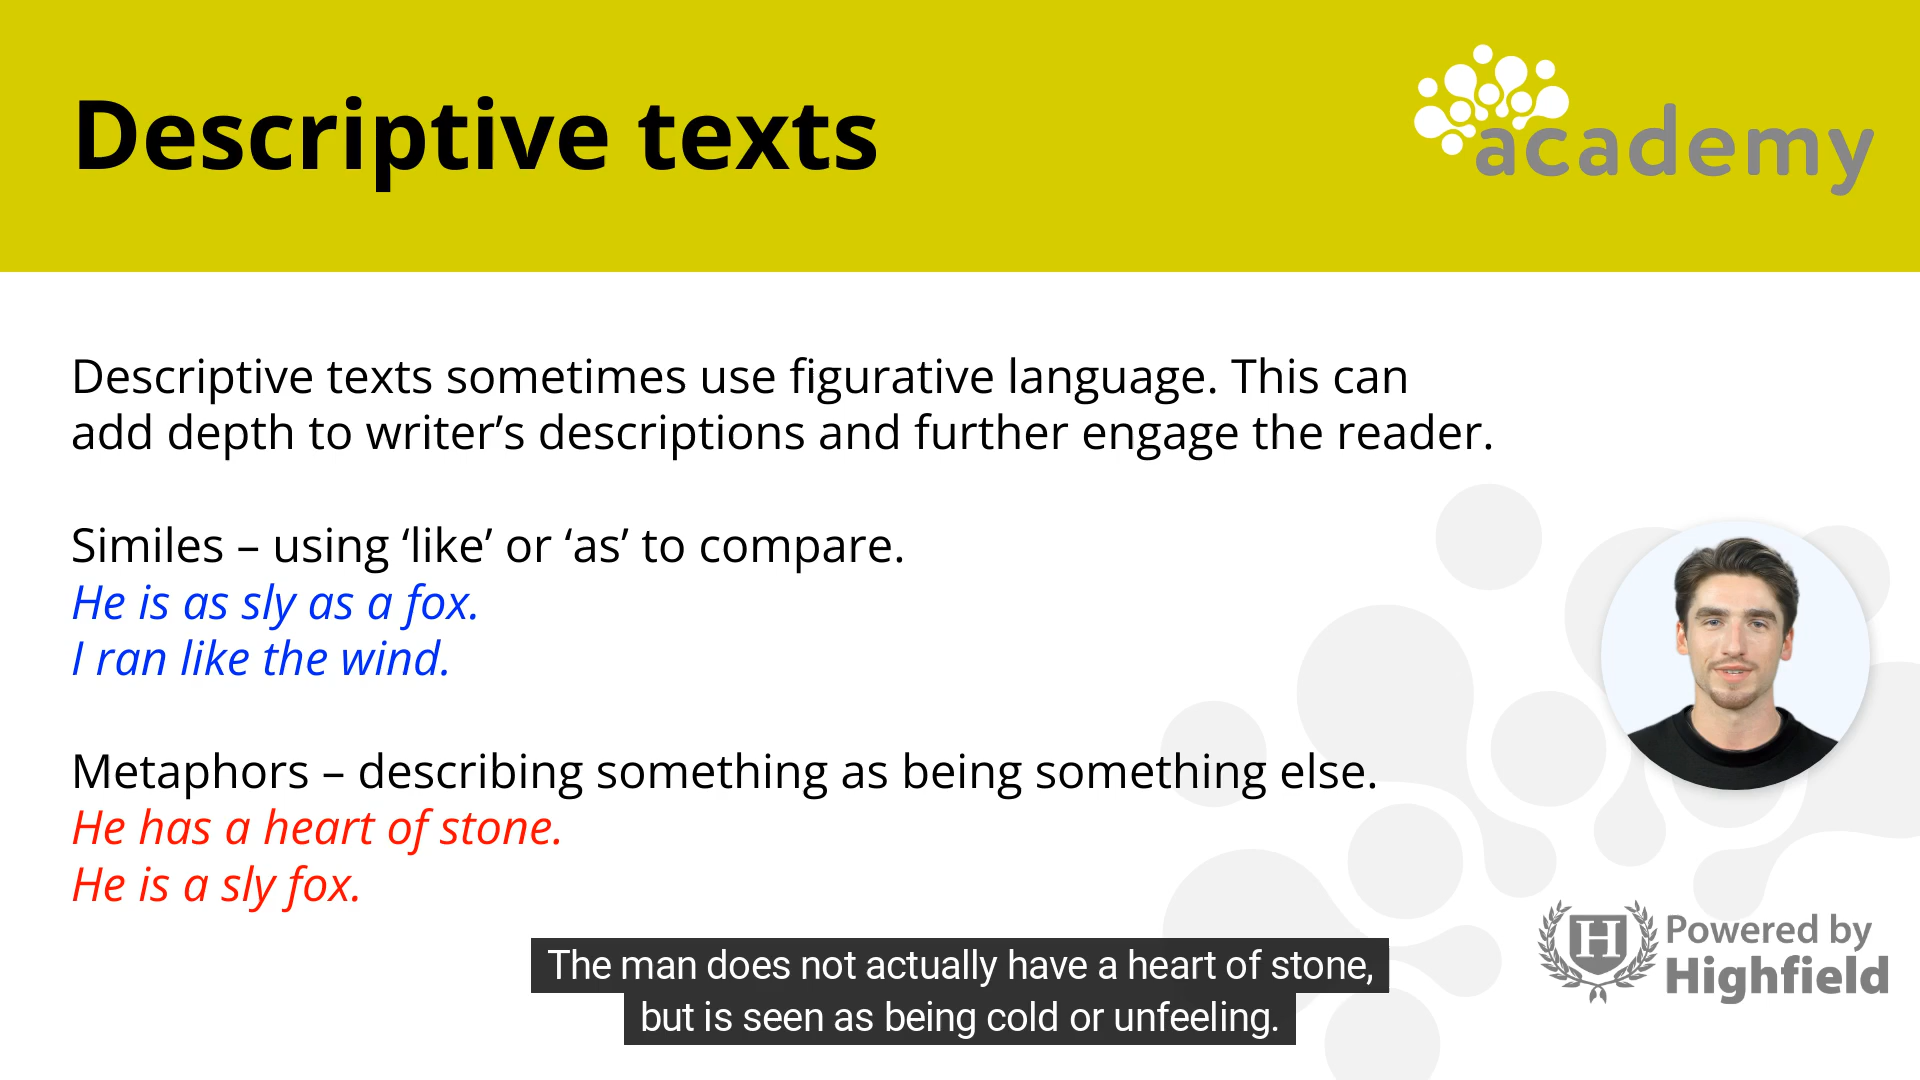 Descriptive texts
academy
Descriptive texts sometimes use figurative language. This can
add depth to writer’s descriptions and further engage the reader.
Similes – using ‘like’ or ‘as’ to compare.
He is as sly as a fox.
I ran like the wind.
Metaphors – describing something as being something else.
He has a heart of stone.
He is a sly fox.
H
Powered by
Highfield
The man does not actually have a heart of stone,
but is seen as being cold or unfeeling.